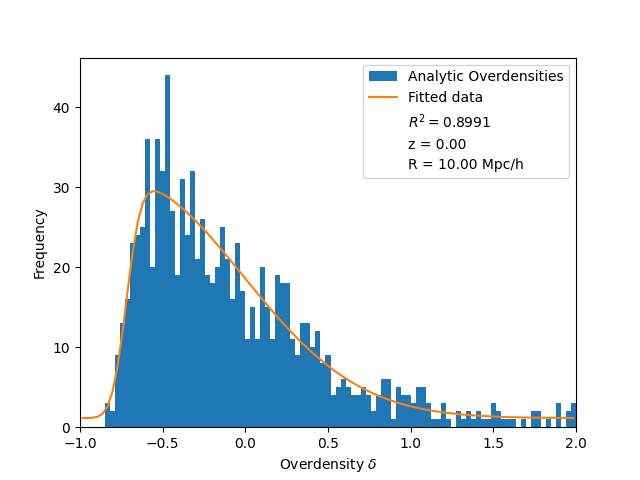 Analytic Overdensities
Fitted data
$R^2 = 0.8991$
z = 0.00
R = 10.00 Mpc/h
Frequency
40
30
20
10
0
−1.0 −0.5 0.0 0.5 1.0 1.5 2.0
Overdensity δ